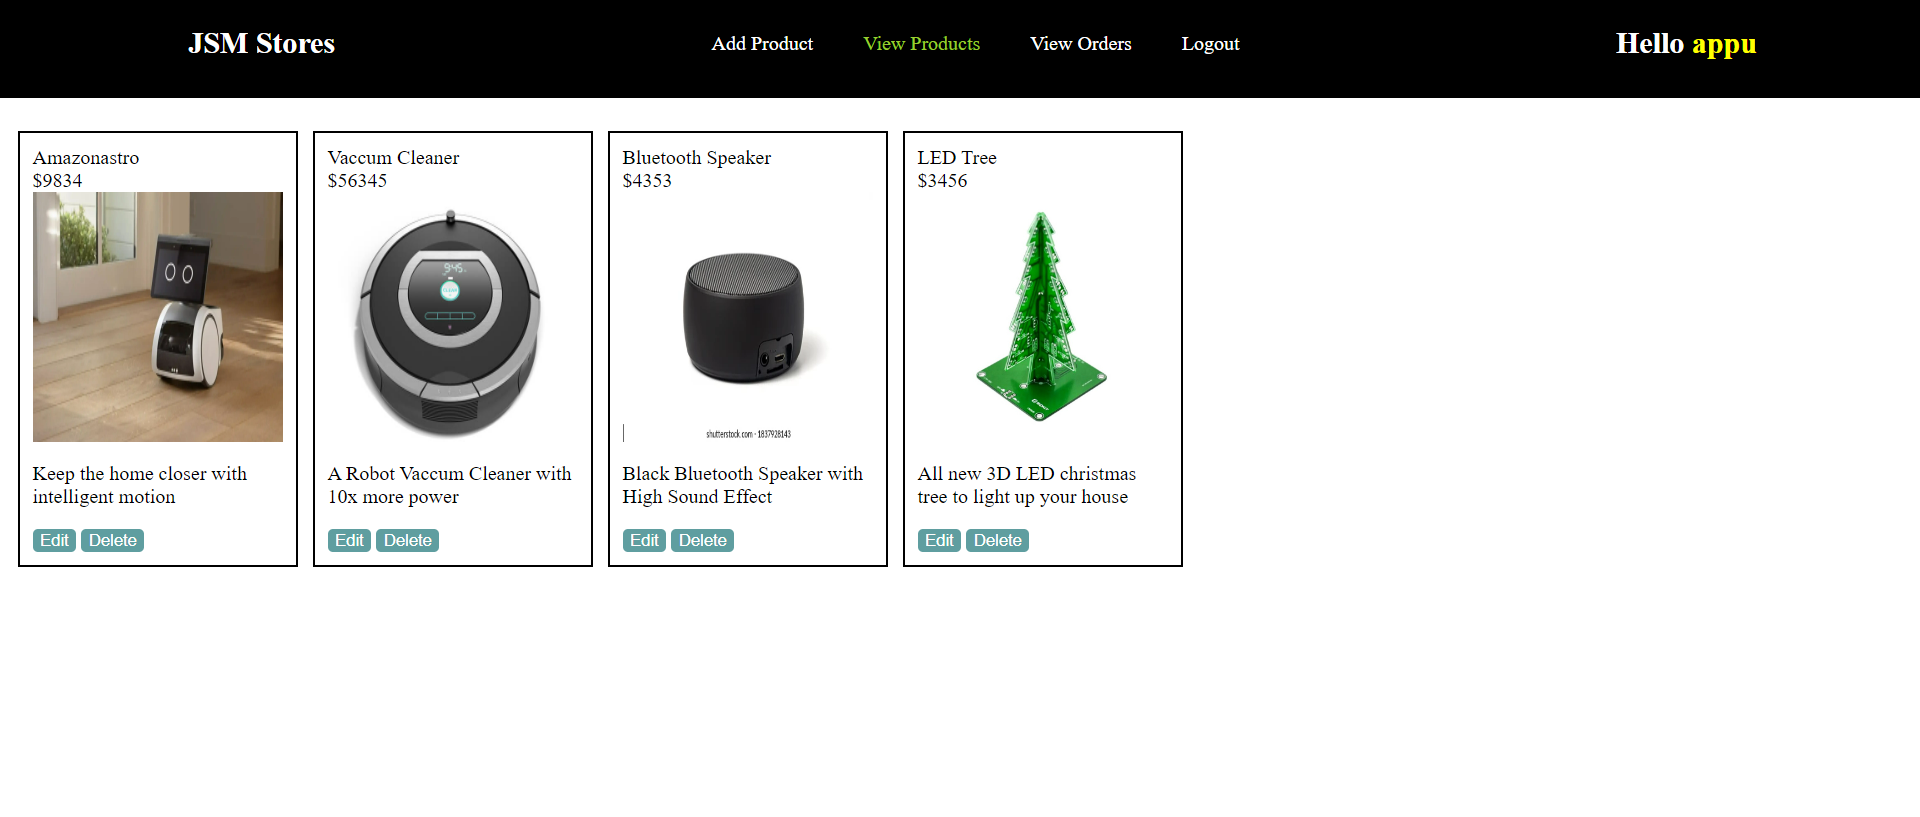 JSM Stores
Add Product
View Products
View Orders
Logout
Hello appu
Amazonastro
$9834
Keep the home closer with
intelligent motion
Edit Delete
Vaccum Cleaner
$56345
9:45
CLEAN
A Robot Vaccum Cleaner with
10x more power
Edit Delete
Bluetooth Speaker
$4353
shutterstock.com · 1837928143
Black Bluetooth Speaker with
High Sound Effect
Edit Delete
LED Tree
$3456
All new 3D LED christmas
tree to light up your house
Edit Delete